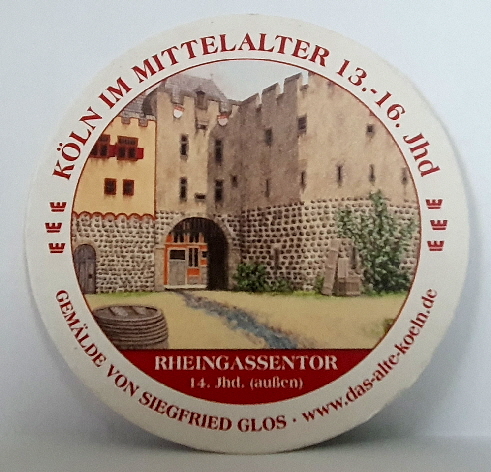 KÖLN IM MITTELALTER 13.-16. Jhd
RHEINGASSENTOR
14. Jhd. (außen)
GEMÄLDE VON SIEGFRIED GLOS · www.das-alte-koeln.de